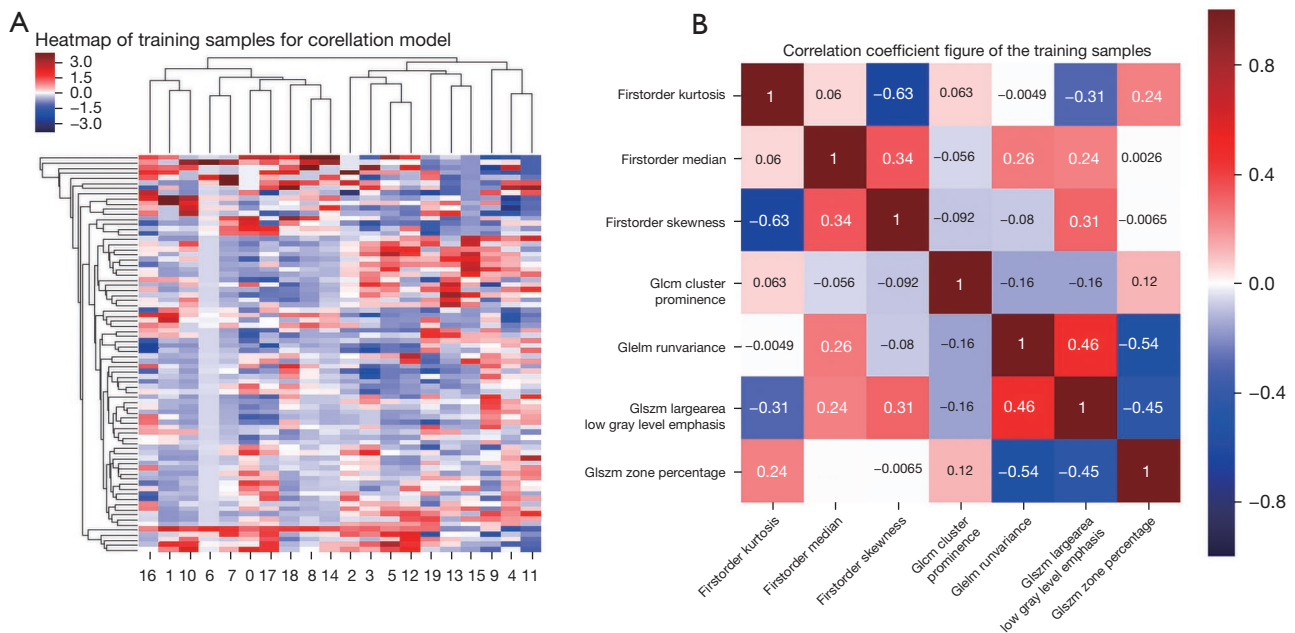 A
Heatmap of training samples for corellation model
3.0
1.5
0.0
−1.5
−3.0
16 1 10 6 7 0 17 18 8 14 2 3 5 12 19 13 15 9 4 11
B
Correlation coefficient figure of the training samples
Firstorder kurtosis 1 0.06 −0.63 0.063 −0.0049 −0.31 0.24
Firstorder median 0.06 1 0.34 −0.056 0.26 0.24 0.0026
Firstorder skewness −0.63 0.34 1 −0.092 −0.08 0.31 −0.0065
Glcm cluster
prominence
0.063 −0.056 −0.092 1 −0.16 −0.16 0.12
Glelm runvariance −0.0049 0.26 −0.08 −0.16 1 0.46 −0.54
Glszm largearea
low gray level emphasis
−0.31 0.24 0.31 −0.16 0.46 1 −0.45
Glszm zone percentage 0.24 −0.0065 0.12 −0.54 −0.45 1
Firstorder kurtosis
Firstorder median
Firstorder skewness
Glcm cluster
prominence
Glelm runvariance
Glszm largearea
low gray level emphasis
Glszm zone percentage
0.8
0.4
0.0
−0.4
−0.8